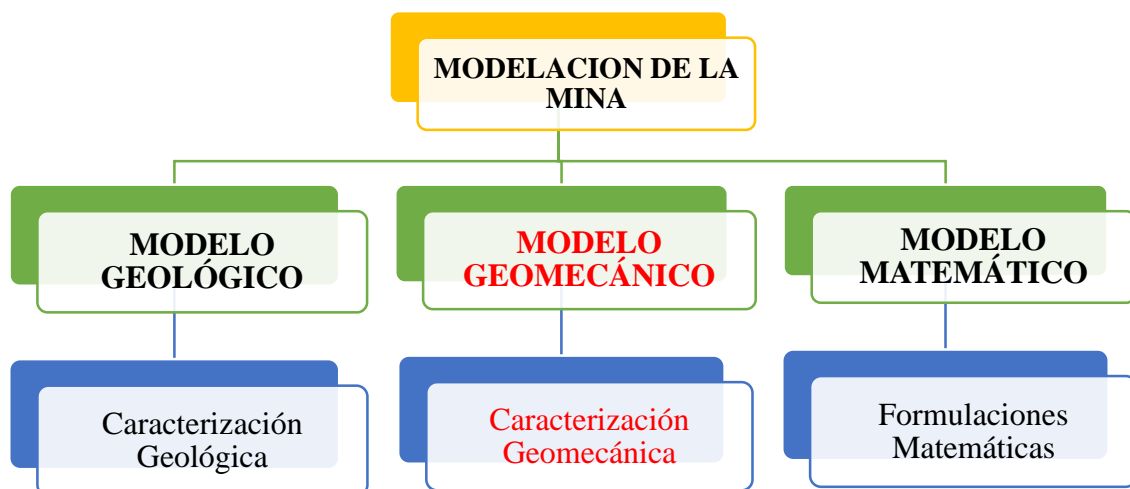 MODELACION DE LA
MINA
MODELO
GEOLÓGICO
MODELO
GEOMECÁNICO
MODELO
MATEMÁTICO
Caracterización
Geológica
Caracterización
Geomecánica
Formulaciones
Matemáticas